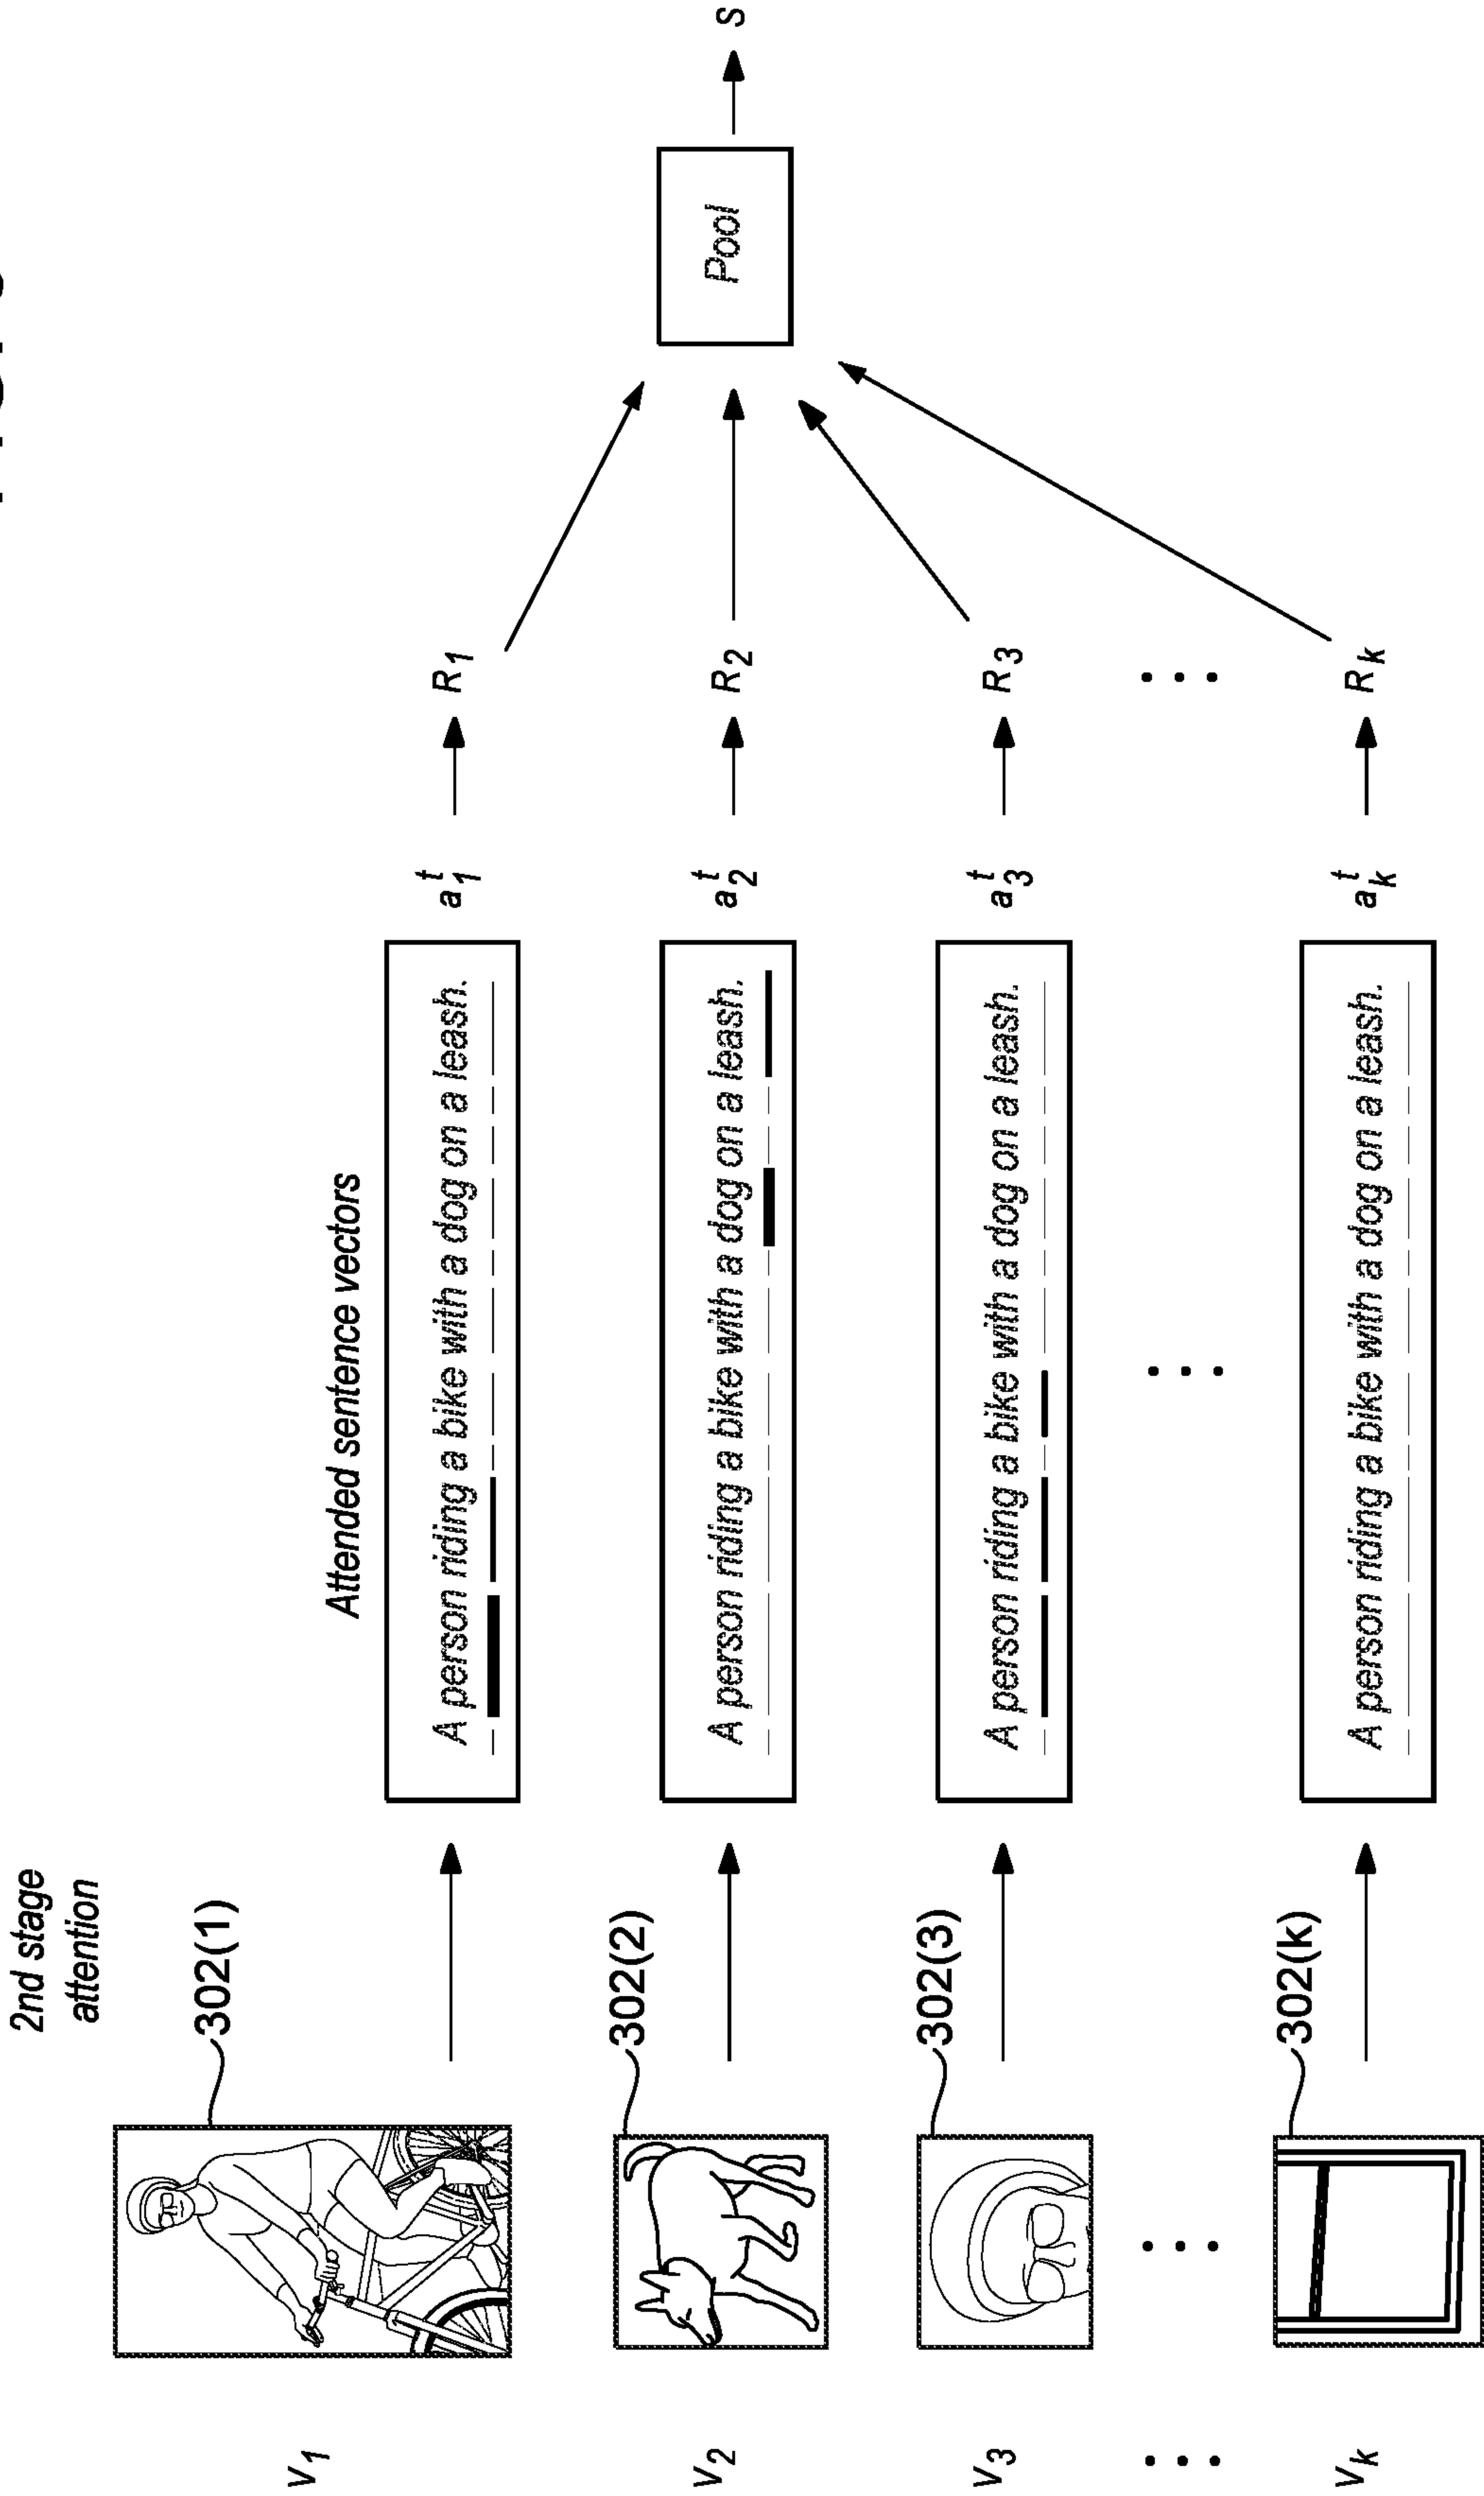 2nd stage
attention
Attended sentence vectors
v1
302(1)
A person riding a bike with a dog on a leash.
a1t
R1
v2
302(2)
A person riding a bike with a dog on a leash.
a2t
R2
Pool
s
v3
302(3)
A person riding a bike with a dog on a leash.
a3t
R3
vk
302(k)
A person riding a bike with a dog on a leash.
akt
Rk